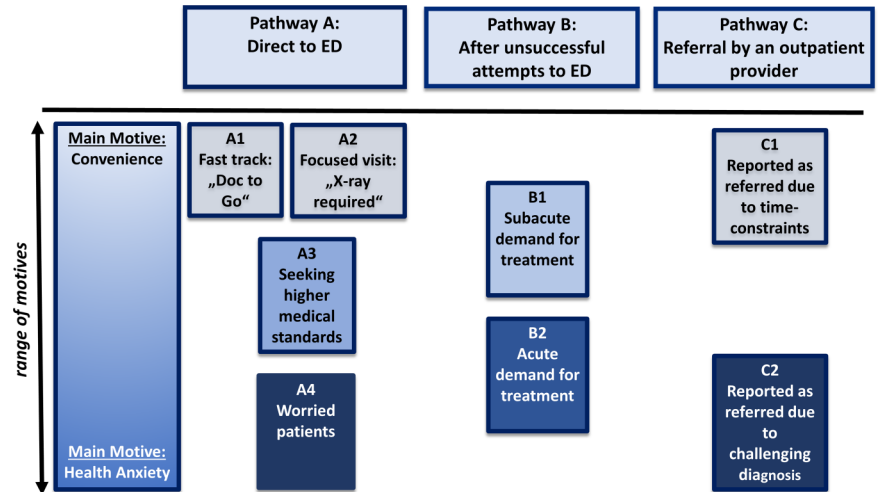 Pathway A:
Direct to ED
Pathway B:
After unsuccessful
attempts to ED
Pathway C:
Referral by an outpatient
provider
range of motives
Main Motive:
Convenience
Main Motive:
Health Anxiety
A1
Fast track:
„Doc to
Go“
A2
Focused visit:
„X-ray
required“
A3
Seeking
higher
medical
standards
A4
Worried
patients
B1
Subacute
demand for
treatment
B2
Acute
demand for
treatment
C1
Reported as
referred due
to time-
constraints
C2
Reported as
referred due
to
challenging
diagnosis